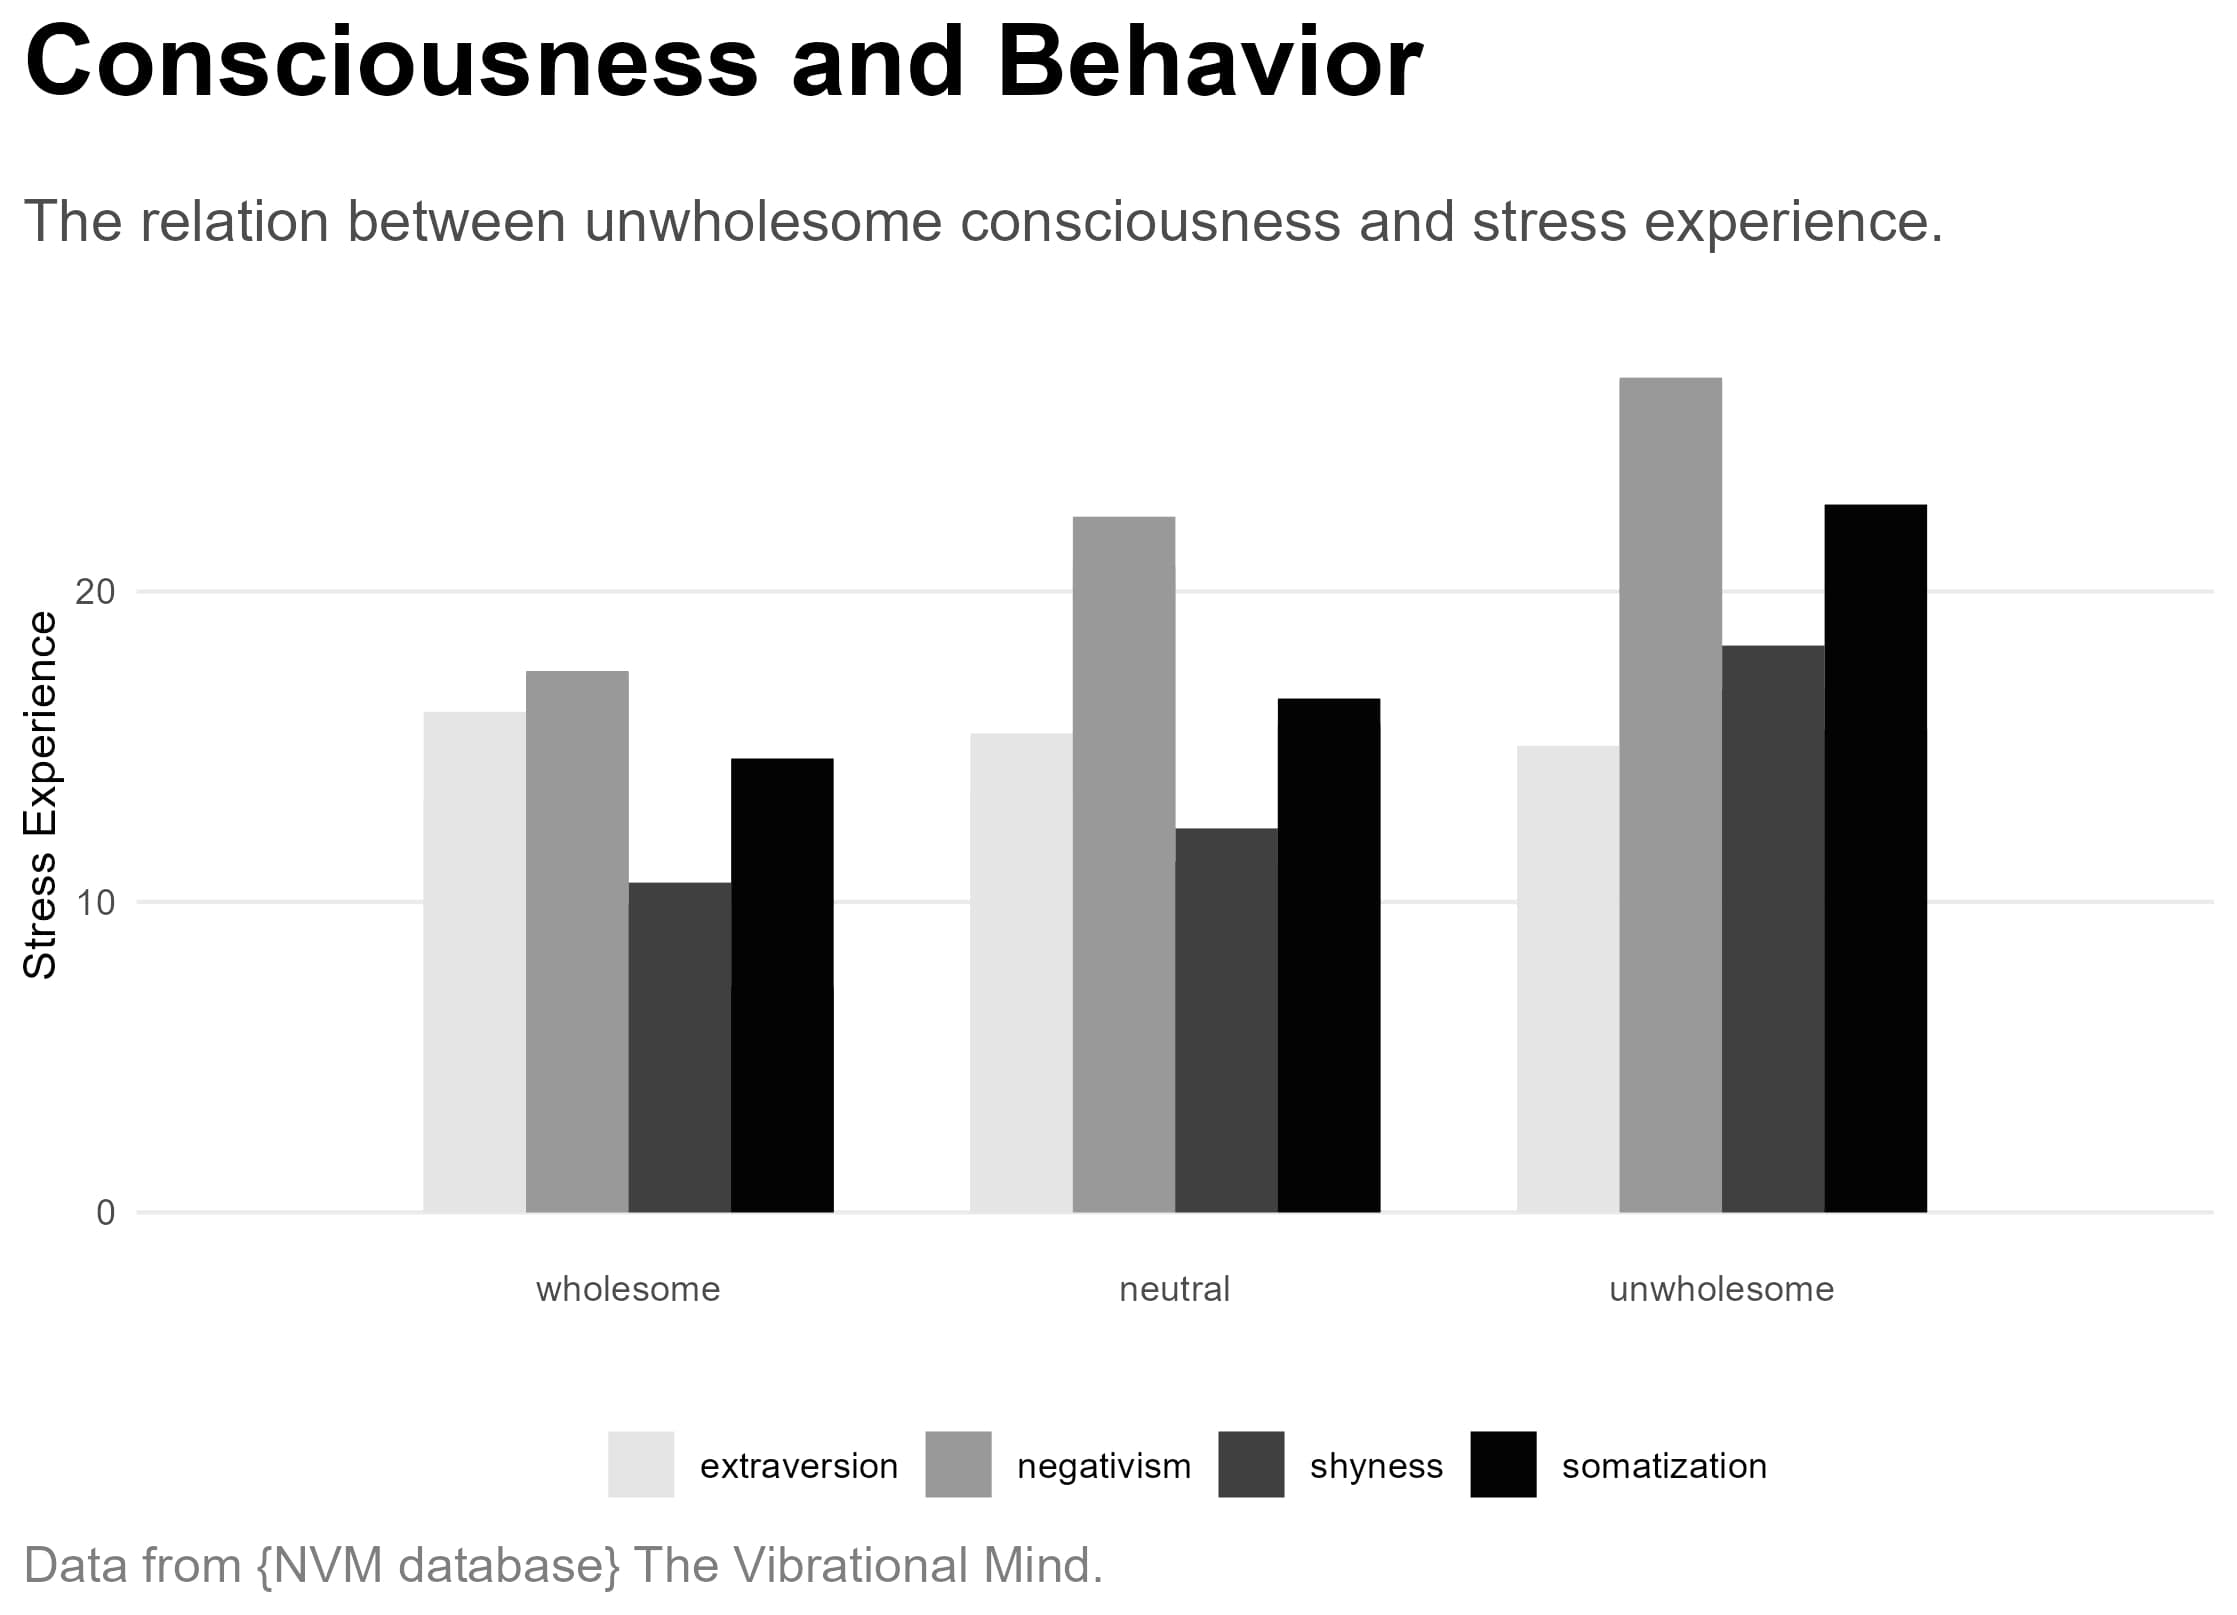 Consciousness and Behavior
The relation between unwholesome consciousness and stress experience.
Stress Experience
20
10
0
wholesome neutral unwholesome
extraversion negativism shyness somatization
Data from {NVM database} The Vibrational Mind.